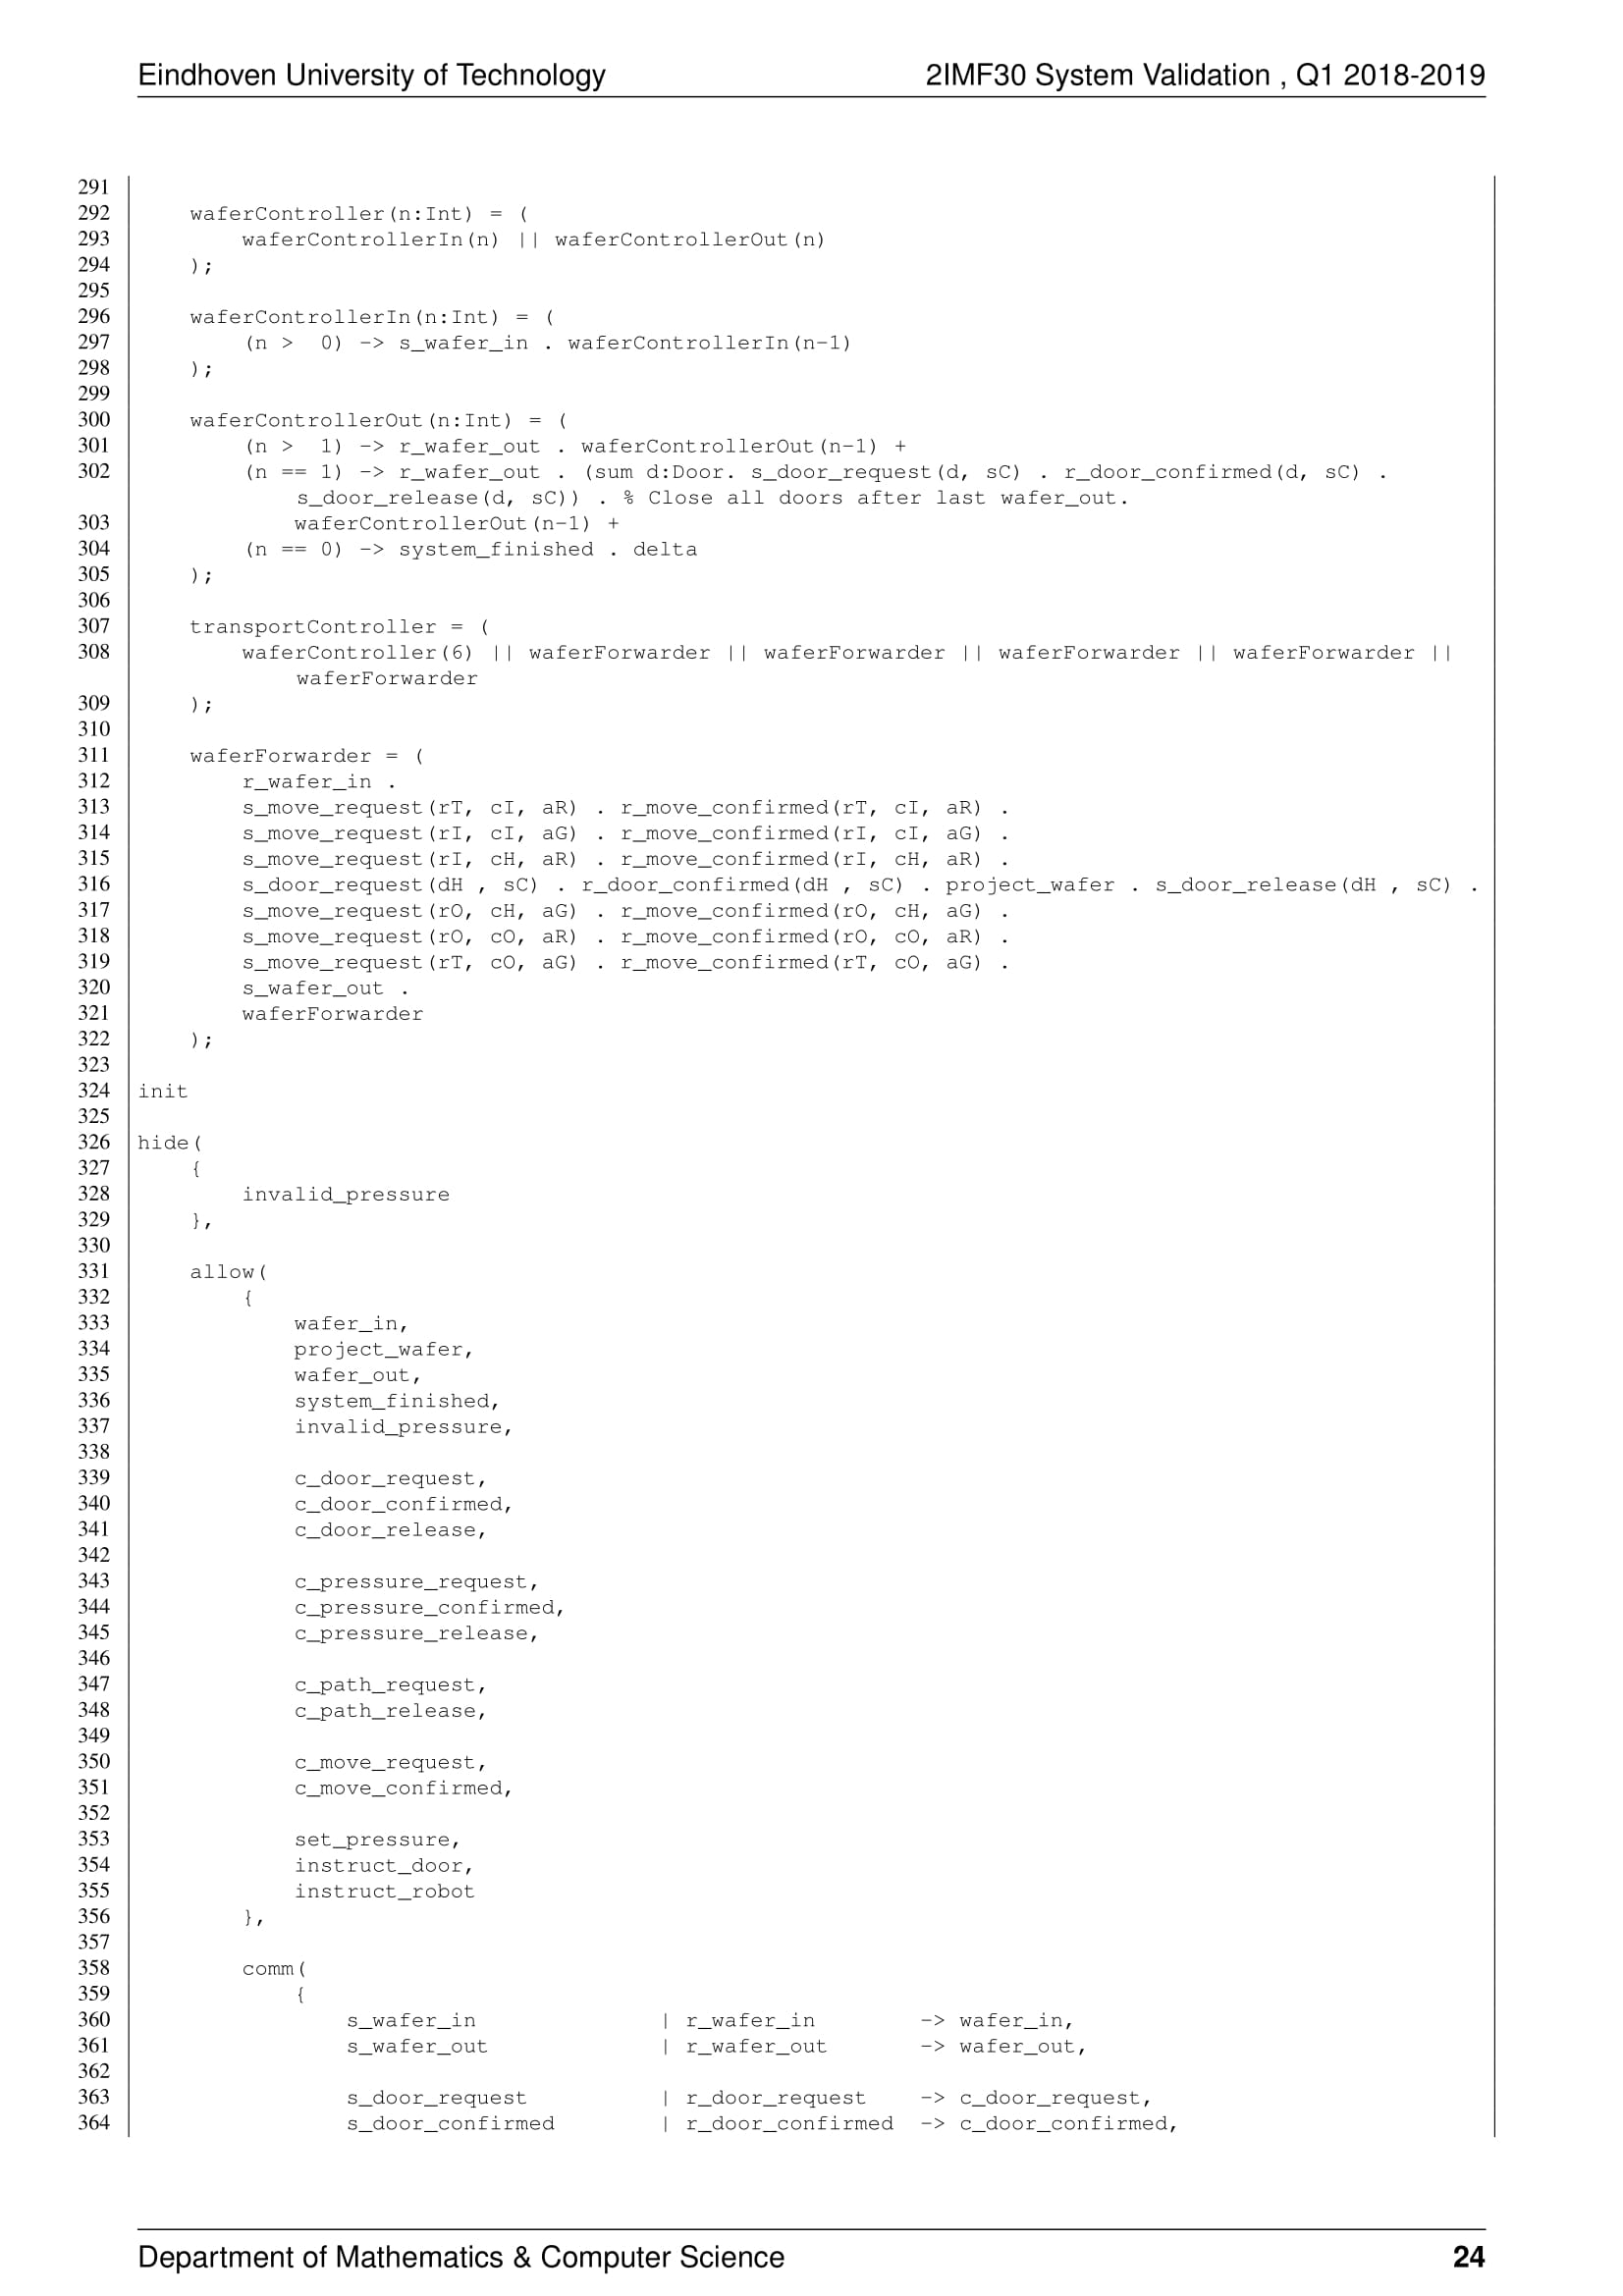 Eindhoven University of Technology 2IMF30 System Validation , Q1 2018-2019
291
292 waferController(n:Int) = (
293 waferControllerIn(n) || waferControllerOut(n)
294 );
295
296 waferControllerIn(n:Int) = (
297 (n >  0) -> s_wafer_in . waferControllerIn(n-1)
298 );
299
300 waferControllerOut(n:Int) = (
301 (n >  1) -> r_wafer_out . waferControllerOut(n-1) +
302 (n == 1) -> r_wafer_out . (sum d:Door. s_door_request(d, sC) . r_door_confirmed(d, sC) .
s_door_release(d, sC)) . % Close all doors after last wafer_out.
303 waferControllerOut(n-1) +
304 (n == 0) -> system_finished . delta
305 );
306
307 transportController = (
308 waferController(6) || waferForwarder || waferForwarder || waferForwarder || waferForwarder ||
waferForwarder
309 );
310
311 waferForwarder = (
312 r_wafer_in .
313 s_move_request(rT, cI, aR) . r_move_confirmed(rT, cI, aR) .
314 s_move_request(rI, cI, aG) . r_move_confirmed(rI, cI, aG) .
315 s_move_request(rI, cH, aR) . r_move_confirmed(rI, cH, aR) .
316 s_door_request(dH , sC) . r_door_confirmed(dH , sC) . project_wafer . s_door_release(dH , sC) .
317 s_move_request(rO, cH, aG) . r_move_confirmed(rO, cH, aG) .
318 s_move_request(rO, cO, aR) . r_move_confirmed(rO, cO, aR) .
319 s_move_request(rT, cO, aG) . r_move_confirmed(rT, cO, aG) .
320 s_wafer_out .
321 waferForwarder
322 );
323
324 init
325
326 hide(
327 {
328 invalid_pressure
329 },
330
331 allow(
332 {
333 wafer_in,
334 project_wafer,
335 wafer_out,
336 system_finished,
337 invalid_pressure,
338
339 c_door_request,
340 c_door_confirmed,
341 c_door_release,
342
343 c_pressure_request,
344 c_pressure_confirmed,
345 c_pressure_release,
346
347 c_path_request,
348 c_path_release,
349
350 c_move_request,
351 c_move_confirmed,
352
353 set_pressure,
354 instruct_door,
355 instruct_robot
356 },
357
358 comm(
359 {
360 s_wafer_in | r_wafer_in -> wafer_in,
361 s_wafer_out | r_wafer_out -> wafer_out,
362
363 s_door_request | r_door_request -> c_door_request,
364 s_door_confirmed | r_door_confirmed -> c_door_confirmed,
Department of Mathematics & Computer Science 24